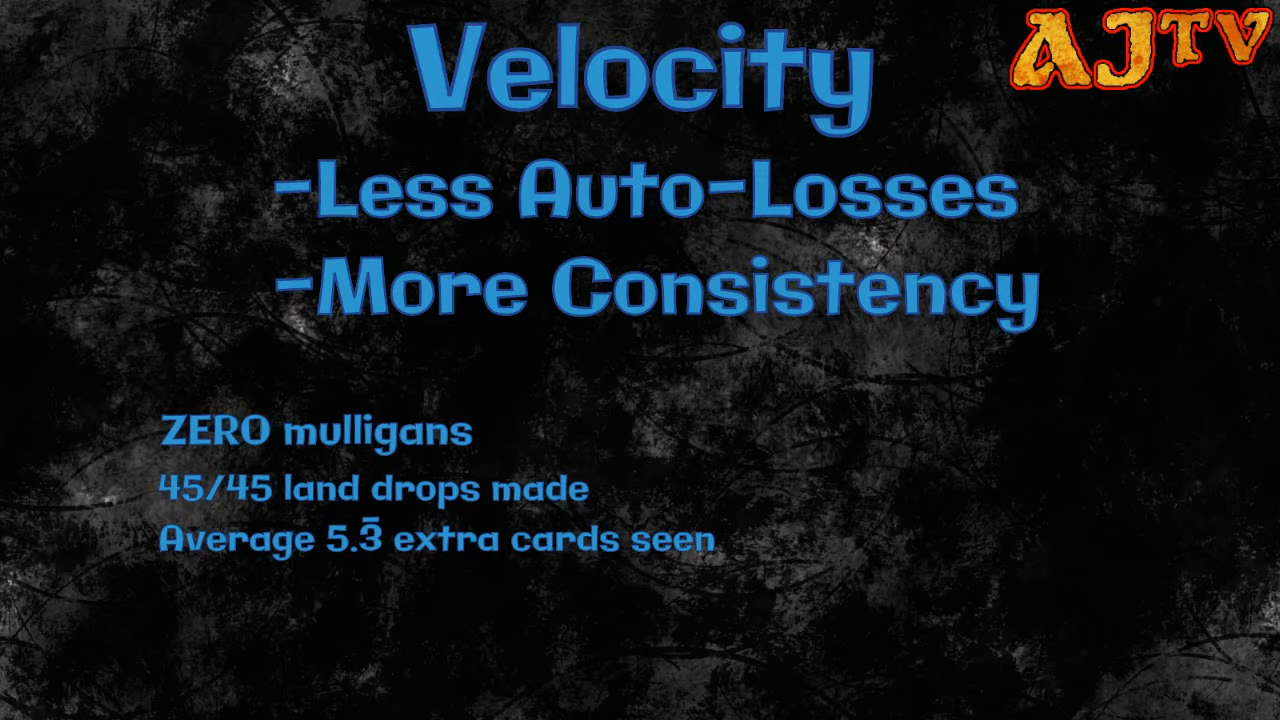 Velocity
AJTV
-Less Auto-Losses
-More Consistency
ZERO mulligans
45/45 land drops made
Average 5.3̅ extra cards seen